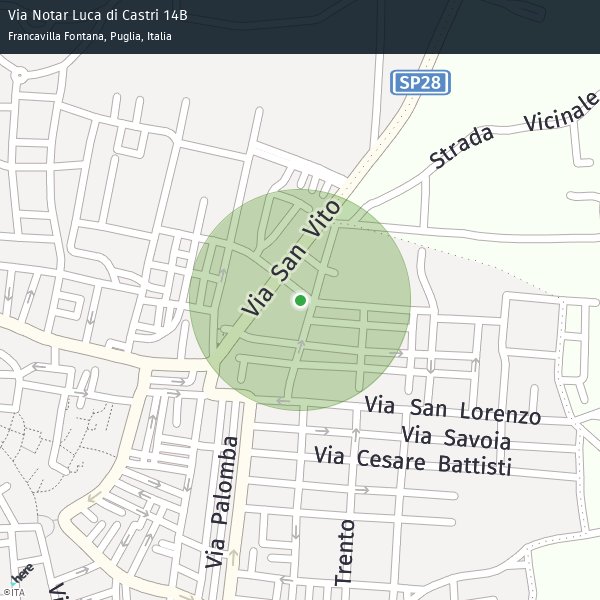 Via Notar Luca di Castri 14B
Francavilla Fontana, Puglia, Italia
SP28
Strada Vicinale
Via San Vito
Via San Lorenzo
Via Savoia
Via Cesare Battisti
Via Palomba
Trento
here
©ITA